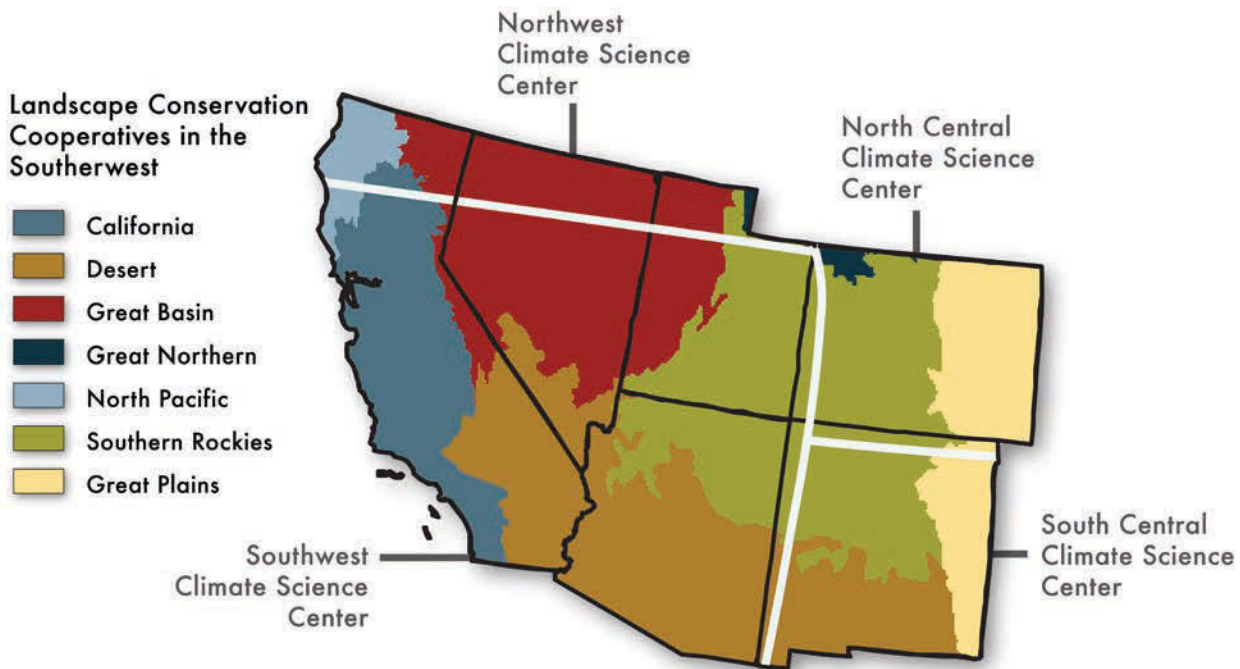 Northwest
Climate Science
Center
Landscape Conservation
Cooperatives in the
Southerwest
North Central
Climate Science
Center
California
Desert
Great Basin
Great Northern
North Pacific
Southern Rockies
Great Plains
Southwest
Climate Science
Center
South Central
Climate Science
Center